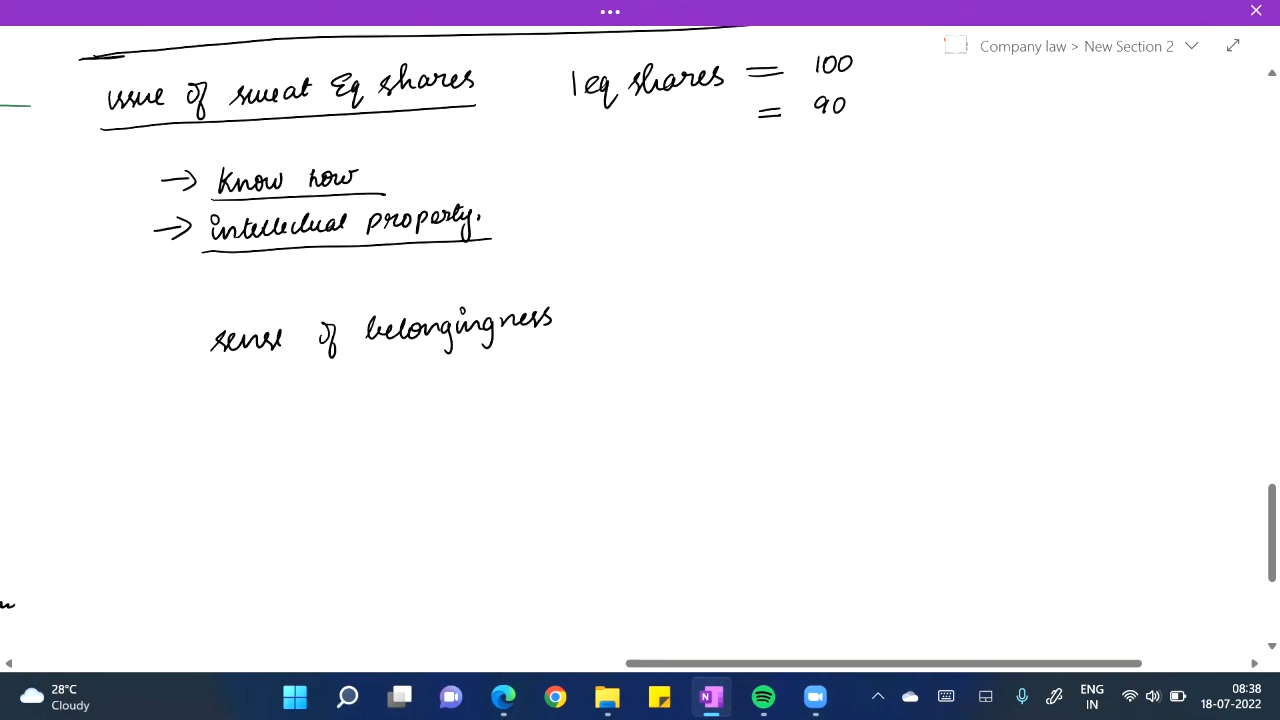 Company law > New Section 2
issue of sweat Eq shares
1 eq shares = 100
= 90
→ Know how
→ intellectual property.
sense of belongingness
28°C
Cloudy
ENG
IN
08:38
18-07-2022